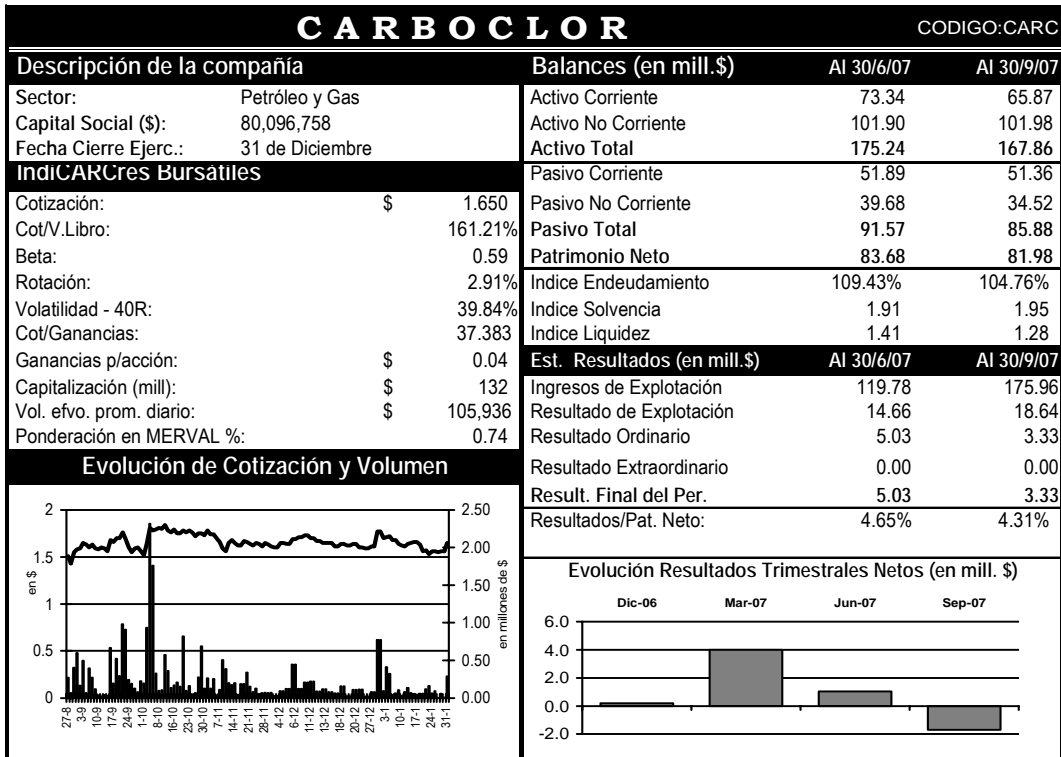 CARBOCLOR CODIGO:CARC
Descripción de la compañía
Sector: Petróleo y Gas
Capital Social ($): 80,096,758
Fecha Cierre Ejerc.: 31 de Diciembre
IndiCARCres Bursátiles
Cotización: $ 1.650
Cot/V.Libro: 161.21%
Beta: 0.59
Rotación: 2.91%
Volatilidad - 40R: 39.84%
Cot/Ganancias: 37.383
Ganancias p/acción: $ 0.04
Capitalización (mill): $ 132
Vol. efvo. prom. diario: $ 105,936
Ponderación en MERVAL %: 0.74
Evolución de Cotización y Volumen
2
1.5
1
0.5
0
en $
2.50
2.00
1.50
1.00
0.50
0.00
en millones de $
27-8 3-9 10-9 17-9 24-9 1-10 8-10 16-10 23-10 30-10 7-11 14-11 21-11 28-11 4-12 6-12 11-12 13-12 18-12 20-12 27-12 3-1 10-1 17-1 24-1 31-1
Balances (en mill.$) Al 30/6/07 Al 30/9/07
Activo Corriente 73.34 65.87
Activo No Corriente 101.90 101.98
Activo Total 175.24 167.86
Pasivo Corriente 51.89 51.36
Pasivo No Corriente 39.68 34.52
Pasivo Total 91.57 85.88
Patrimonio Neto 83.68 81.98
Indice Endeudamiento 109.43% 104.76%
Indice Solvencia 1.91 1.95
Indice Liquidez 1.41 1.28
Est. Resultados (en mill.$) Al 30/6/07 Al 30/9/07
Ingresos de Explotación 119.78 175.96
Resultado de Explotación 14.66 18.64
Resultado Ordinario 5.03 3.33
Resultado Extraordinario 0.00 0.00
Result. Final del Per. 5.03 3.33
Resultados/Pat. Neto: 4.65% 4.31%
Evolución Resultados Trimestrales Netos (en mill. $)
Dic-06 Mar-07 Jun-07 Sep-07
6.0
4.0
2.0
0.0
-2.0